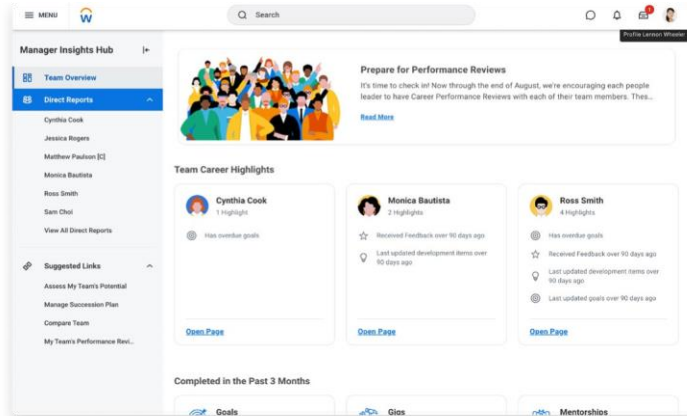 MENU
Search
1
Profile Lennon Wheeler
Manager Insights Hub
Team Overview
Direct Reports
Cynthia Cook
Jessica Rogers
Matthew Paulson [C]
Monica Bautista
Ross Smith
Sam Choi
View All Direct Reports
Suggested Links
Assess My Team's Potential
Manage Succession Plan
Compare Team
My Team's Performance Revi...
Prepare for Performance Reviews
It's time to check in! Now through the end of August, we're encouraging each people
leader to have Career Performance Reviews with each of their team members. Thes...
Read More
Team Career Highlights
Cynthia Cook
1 Highlight
Has overdue goals
Open Page
Monica Bautista
2 Highlights
Received Feedback over 90 days ago
Last updated development items over
90 days ago
Open Page
Ross Smith
4 Highlights
Has overdue goals
Received Feedback over 90 days ago
Last updated development items over
90 days ago
Last updated goals over 90 days ago
Open Page
Completed in the Past 3 Months
Goals
Gigs
Mentorships